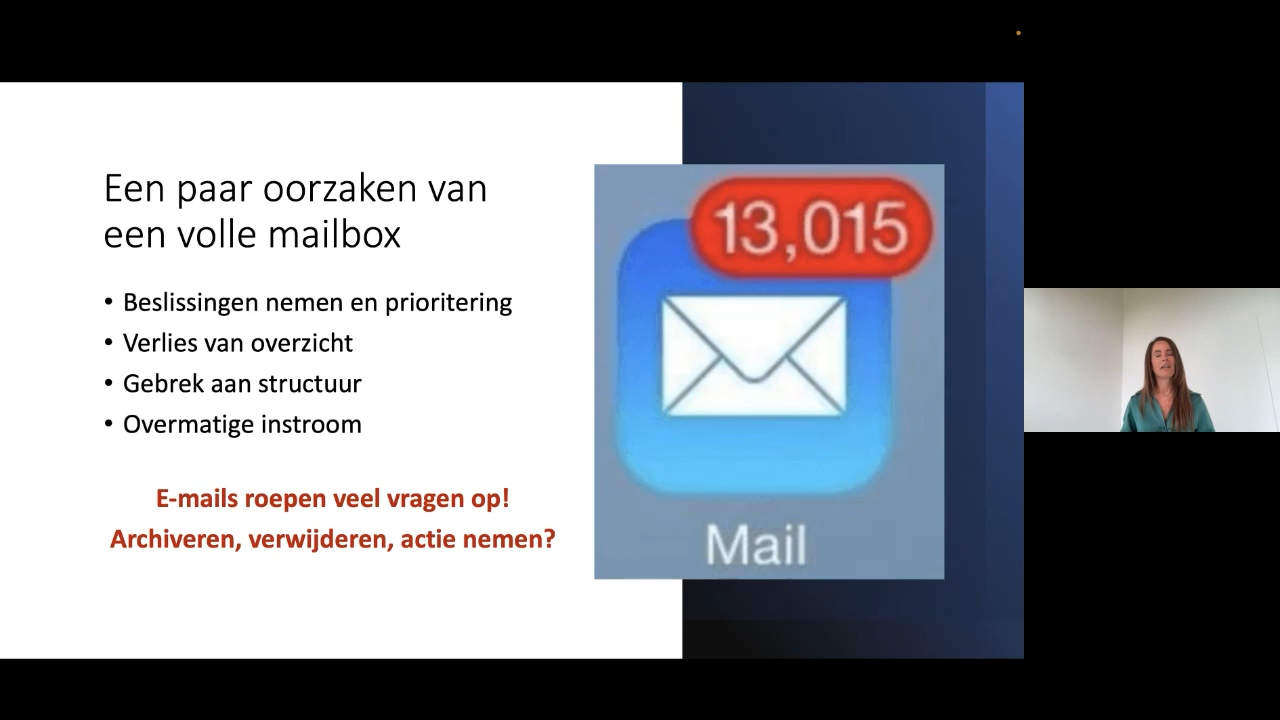 Een paar oorzaken van
een volle mailbox
• Beslissingen nemen en prioritering
• Verlies van overzicht
• Gebrek aan structuur
• Overmatige instroom
E-mails roepen veel vragen op!
Archiveren, verwijderen, actie nemen?
13,015
Mail